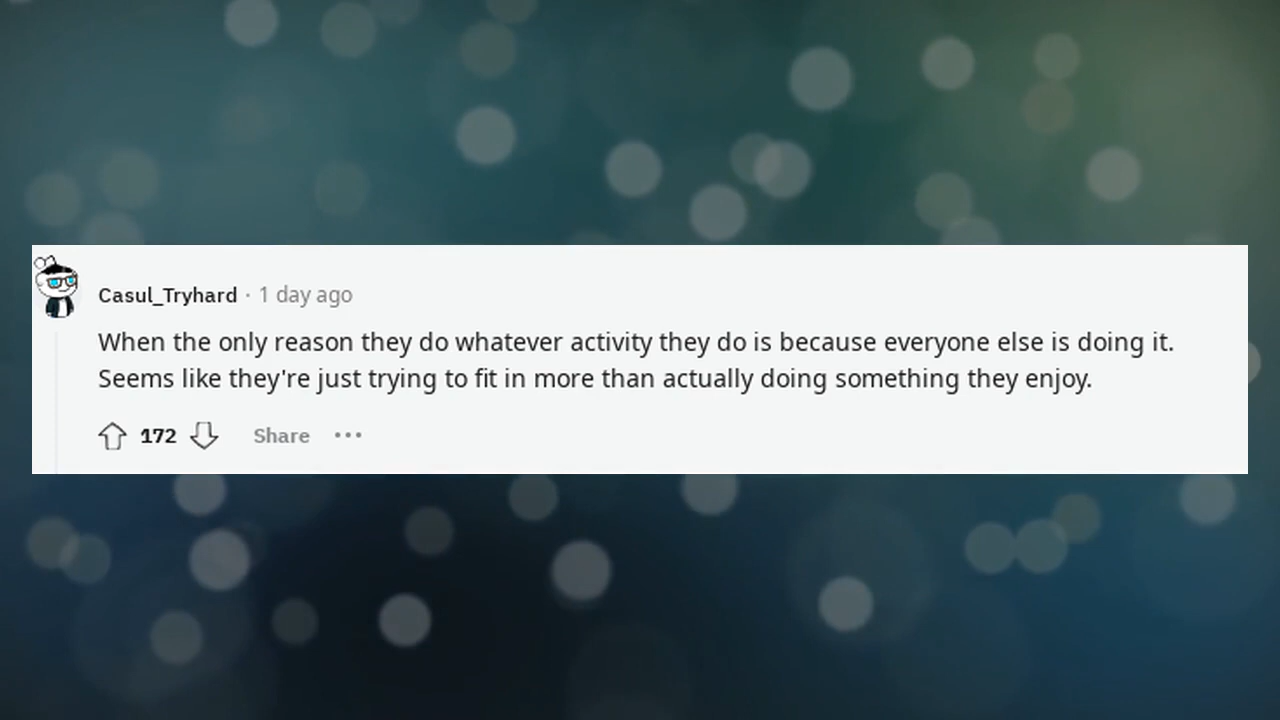 Casul_Tryhard · 1 day ago
When the only reason they do whatever activity they do is because everyone else is doing it.
Seems like they're just trying to fit in more than actually doing something they enjoy.
172 Share •••